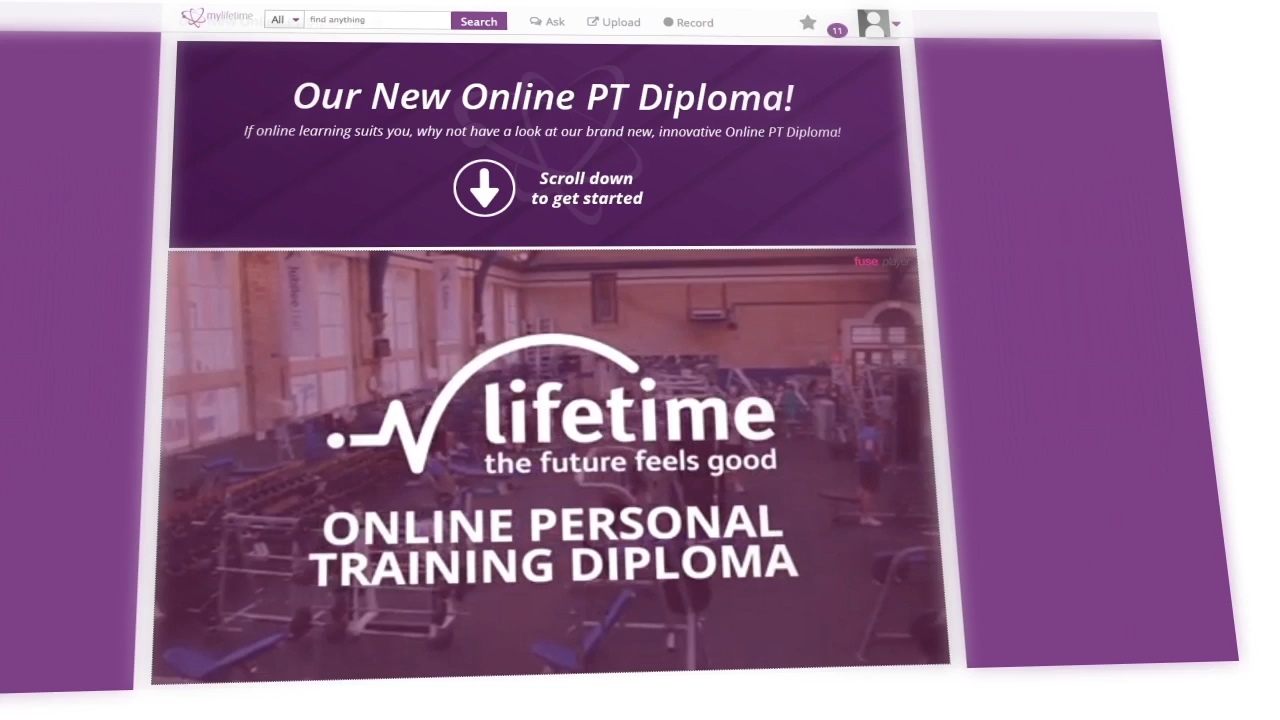 mylifetime
All
find anything
Search
Ask
Upload
Record
11
Our New Online PT Diploma!
If online learning suits you, why not have a look at our brand new, innovative Online PT Diploma!
Scroll down
to get started
fuse player
Jubilee
lifetime
the future feels good
ONLINE PERSONAL
TRAINING DIPLOMA